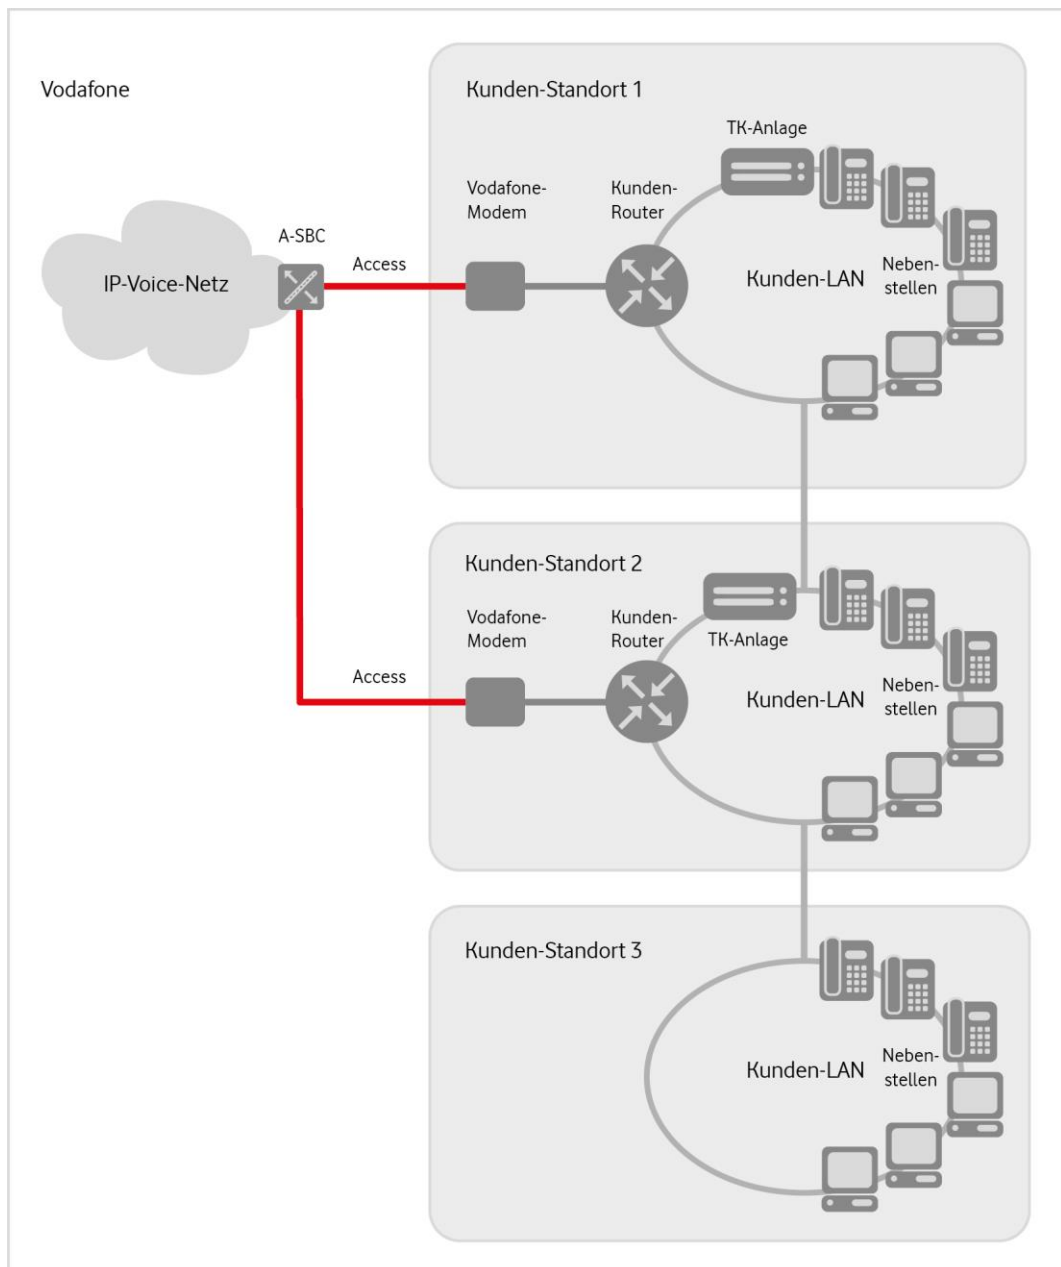 Vodafone
Kunden-Standort 1
TK-Anlage
Vodafone-
Modem
Kunden-
Router
A-SBC
Access
IP-Voice-Netz
Kunden-LAN
Neben-
stellen
Kunden-Standort 2
Vodafone-
Modem
Kunden-
Router
TK-Anlage
Access
Kunden-LAN
Neben-
stellen
Kunden-Standort 3
Kunden-LAN
Neben-
stellen